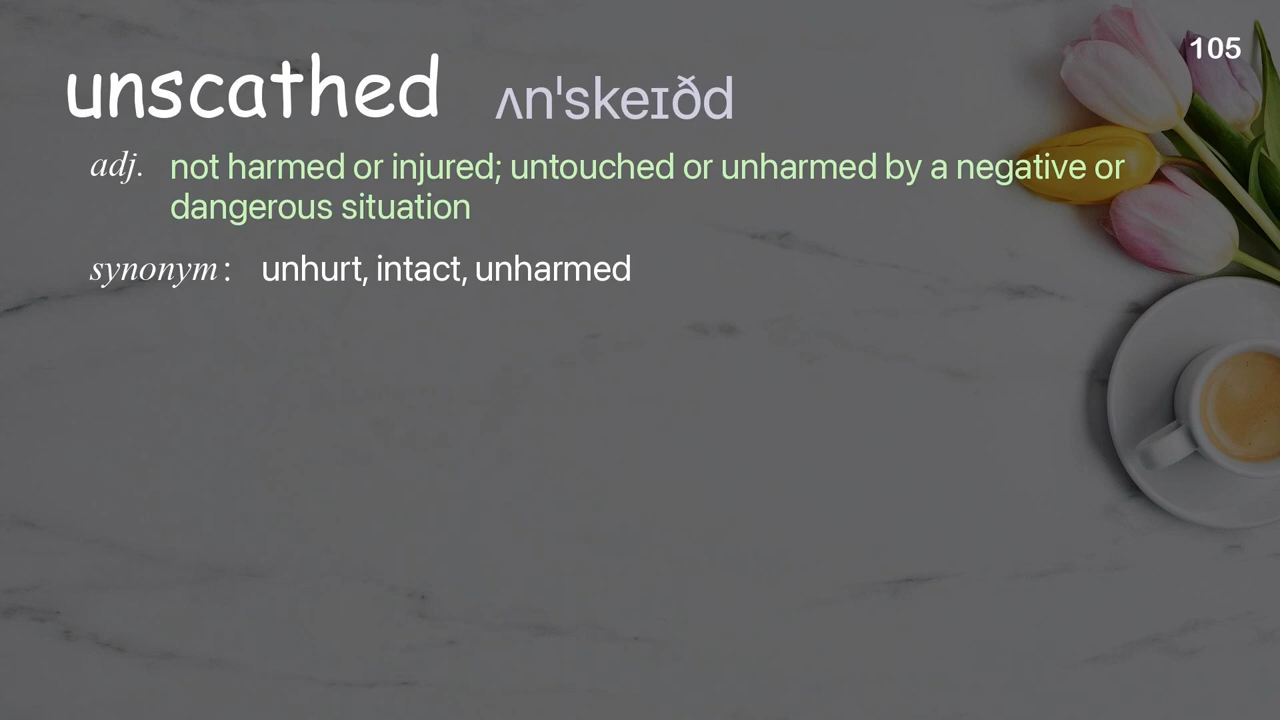 105
unscathed ʌnˈskeɪðd
adj. not harmed or injured; untouched or unharmed by a negative or
dangerous situation
synonym: unhurt, intact, unharmed